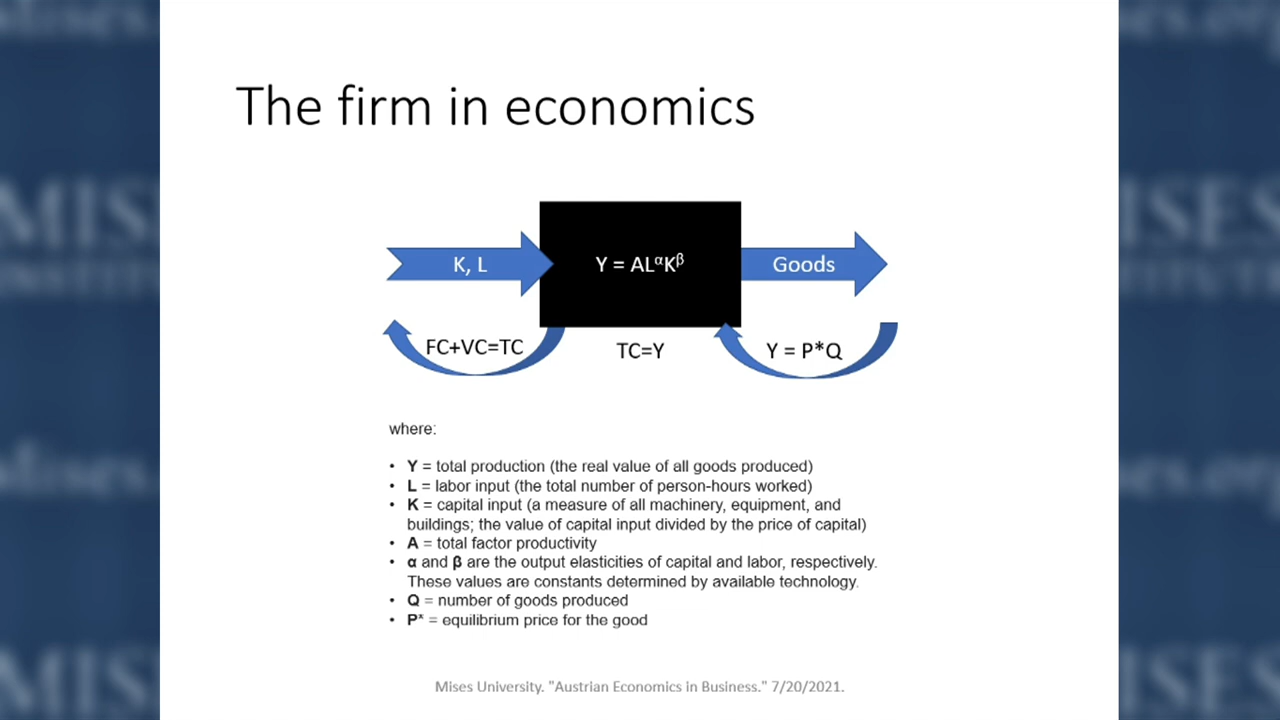 The firm in economics
K, L
Y = ALᵅKᵝ
Goods
FC+VC=TC
TC=Y
Y = P*Q
where:
• Y = total production (the real value of all goods produced)
• L = labor input (the total number of person-hours worked)
• K = capital input (a measure of all machinery, equipment, and
buildings; the value of capital input divided by the price of capital)
• A = total factor productivity
• α and β are the output elasticities of capital and labor, respectively.
These values are constants determined by available technology.
• Q = number of goods produced
• P* = equilibrium price for the good
Mises University. "Austrian Economics in Business." 7/20/2021.